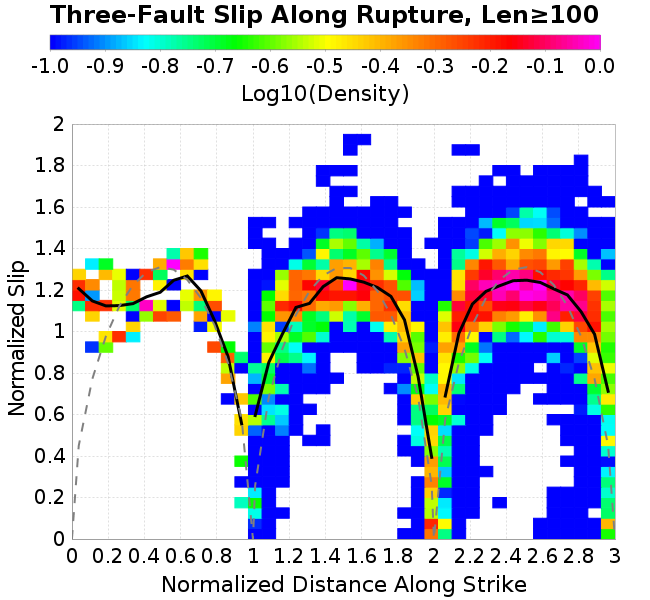 Three-Fault Slip Along Rupture, Len≥100
-1.0 -0.9 -0.8 -0.7 -0.6 -0.5 -0.4 -0.3 -0.2 -0.1 0.0
Log10(Density)
2
1.8
1.6
1.4
1.2
1
0.8
0.6
0.4
0.2
0
Normalized Slip
0 0.2 0.4 0.6 0.8 1 1.2 1.4 1.6 1.8 2 2.2 2.4 2.6 2.8 3
Normalized Distance Along Strike